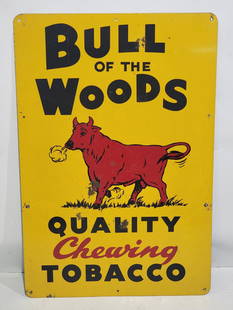 BULL
OF THE
WOODS
QUALITY
Chewing
TOBACCO